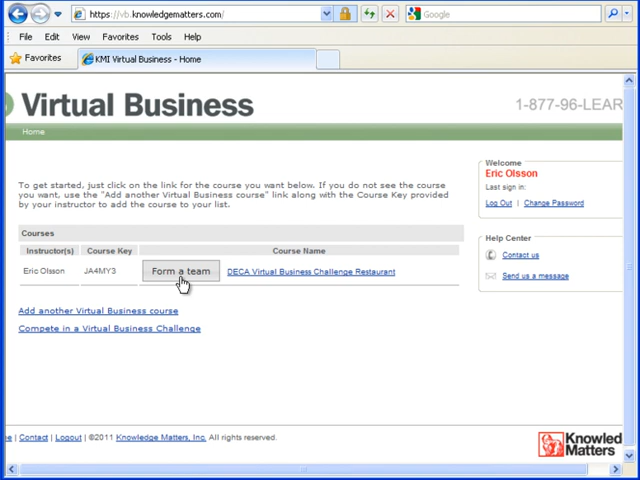 https://vb.knowledgematters.com/
Google
File Edit View Favorites Tools Help
Favorites
KMI Virtual Business - Home
Virtual Business
1-877-96-LEAR
Home
To get started, just click on the link for the course you want below. If you do not see the course
you want, use the "Add another Virtual Business course" link along with the Course Key provided
by your instructor to add the course to your list.
Welcome
Eric Olsson
Last sign in:
Log Out | Change Password
Courses
Instructor(s) Course Key Course Name
Eric Olsson JA4MY3 Form a team DECA Virtual Business Challenge Restaurant
Help Center
Contact us
Send us a message
Add another Virtual Business course
Compete in a Virtual Business Challenge
| Contact | Logout | ©2011 Knowledge Matters, Inc. All rights reserved.
Knowled
Matters